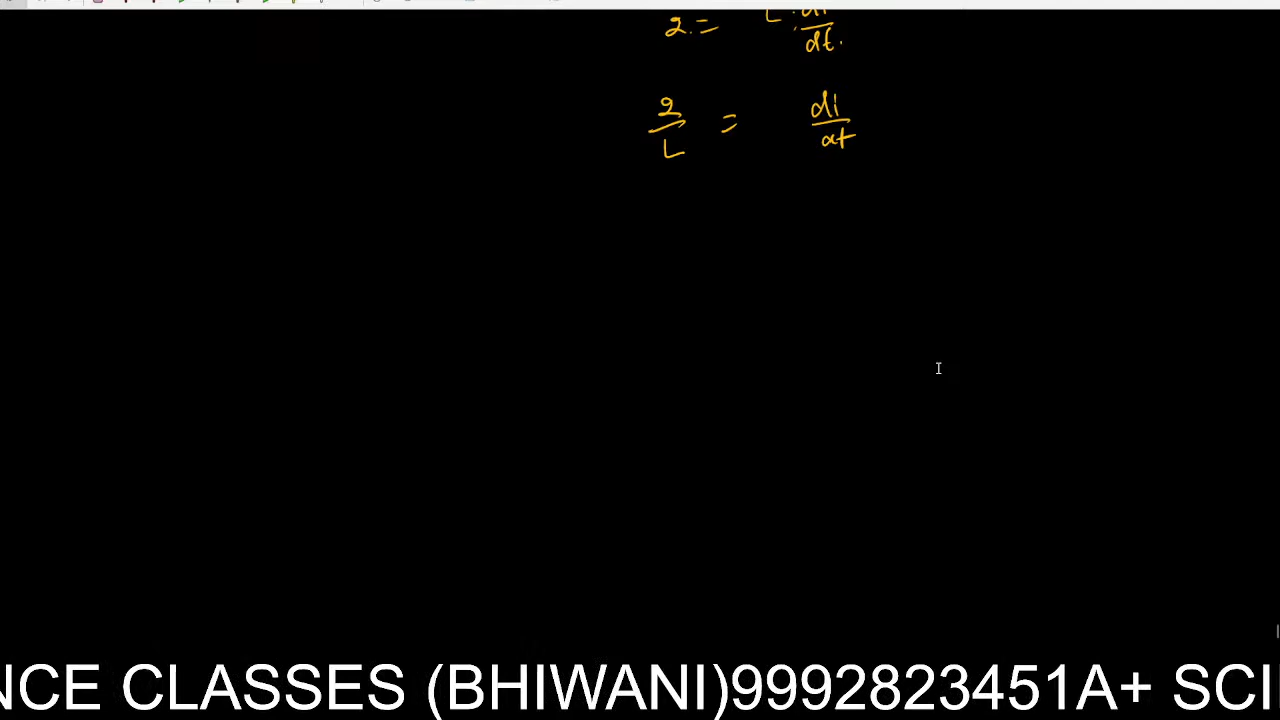 2 = L . di/dt.
2/L = di/dt
NCE CLASSES (BHIWANI)9992823451A+ SCI